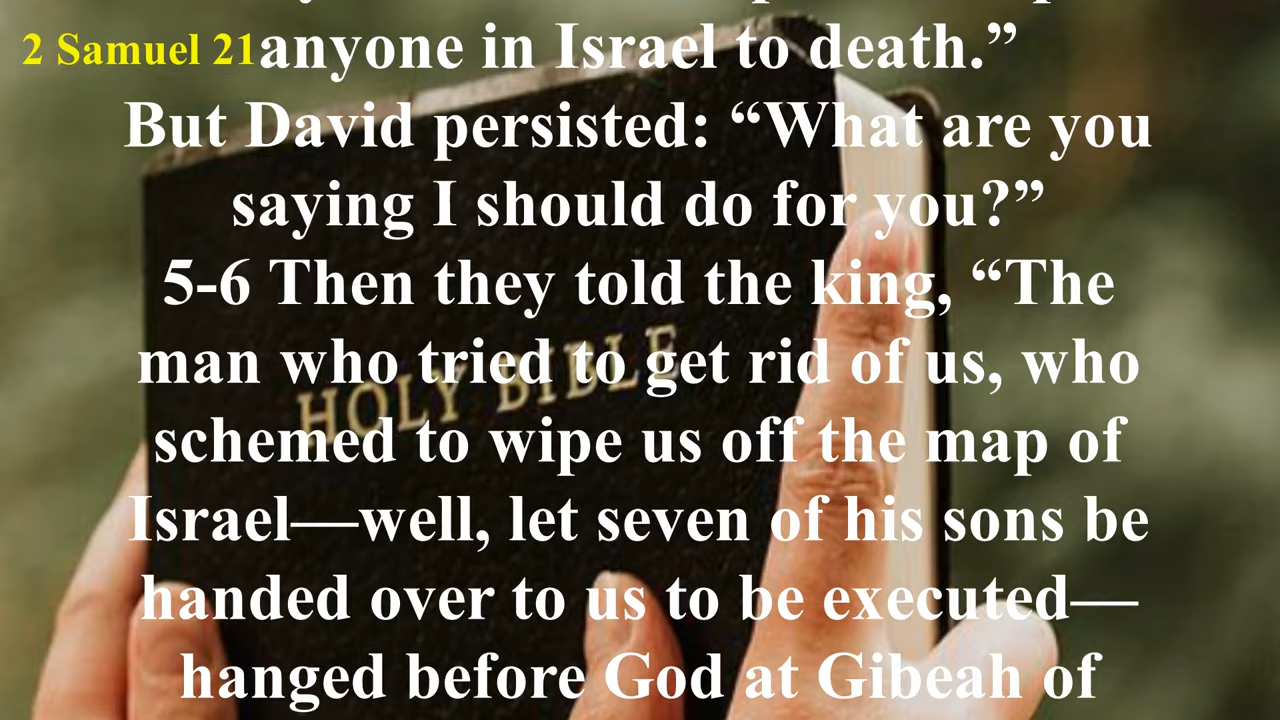 2 Samuel 21
anyone in Israel to death.”
But David persisted: “What are you
saying I should do for you?”
5-6 Then they told the king, “The
man who tried to get rid of us, who
schemed to wipe us off the map of
Israel—well, let seven of his sons be
handed over to us to be executed—
hanged before God at Gibeah of
HOLY BIBLE